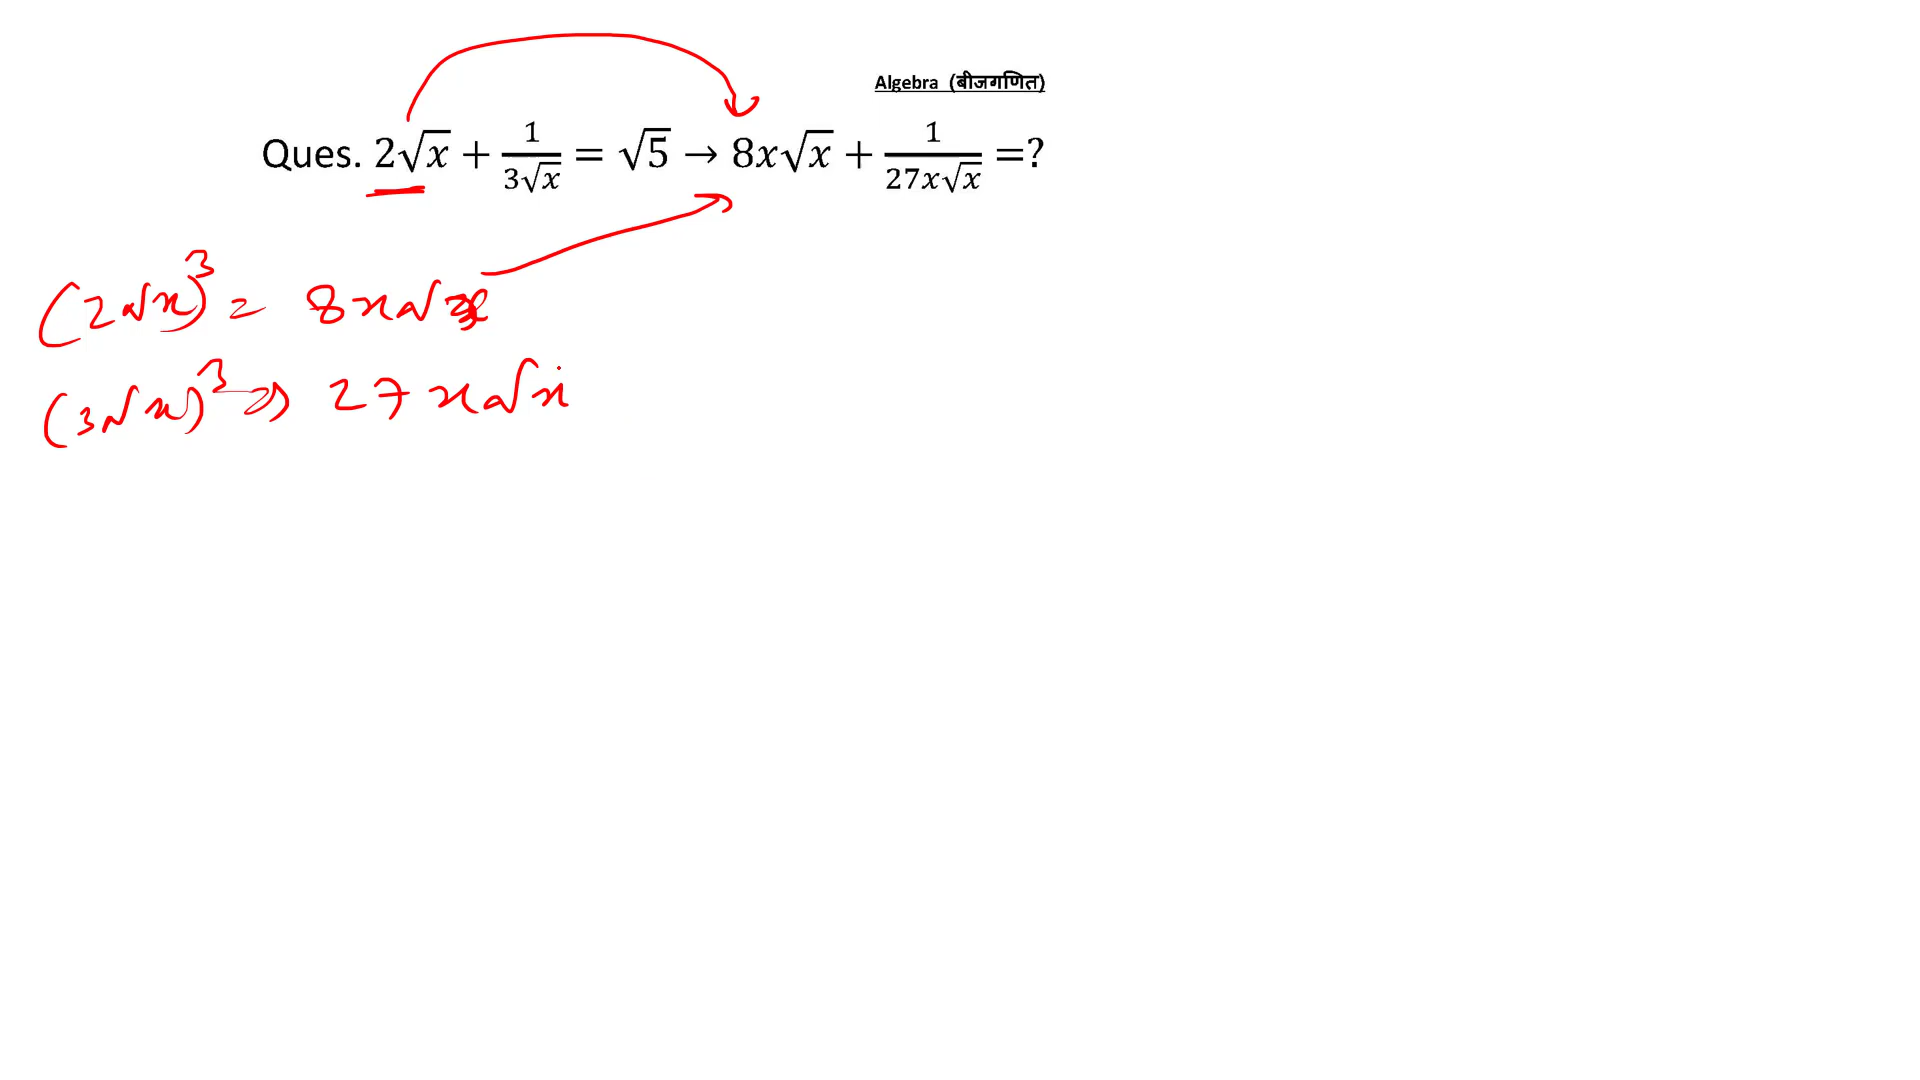 Algebra (बीजगणित)
Ques. 2√x + 1/(3√x) = √5 → 8x√x + 1/(27x√x) =?
(2√x)³ = 8x√x
(3√x)³ ⇒ 27x√x